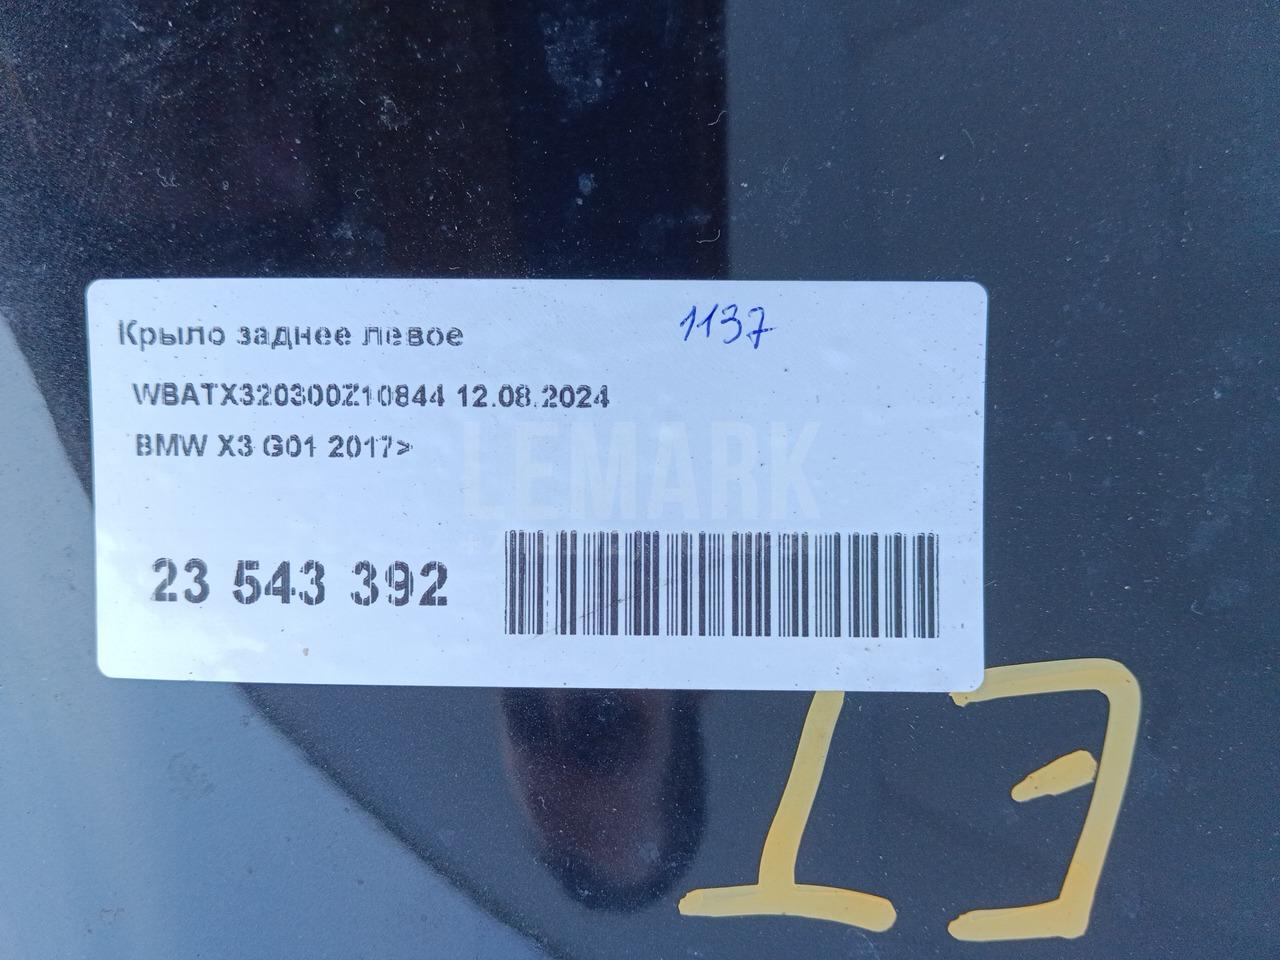 Крыло заднее левое
1137
WBATX320300Z10844 12.08.2024
BMW X3 G01 2017>
LEMARK
23 543 392